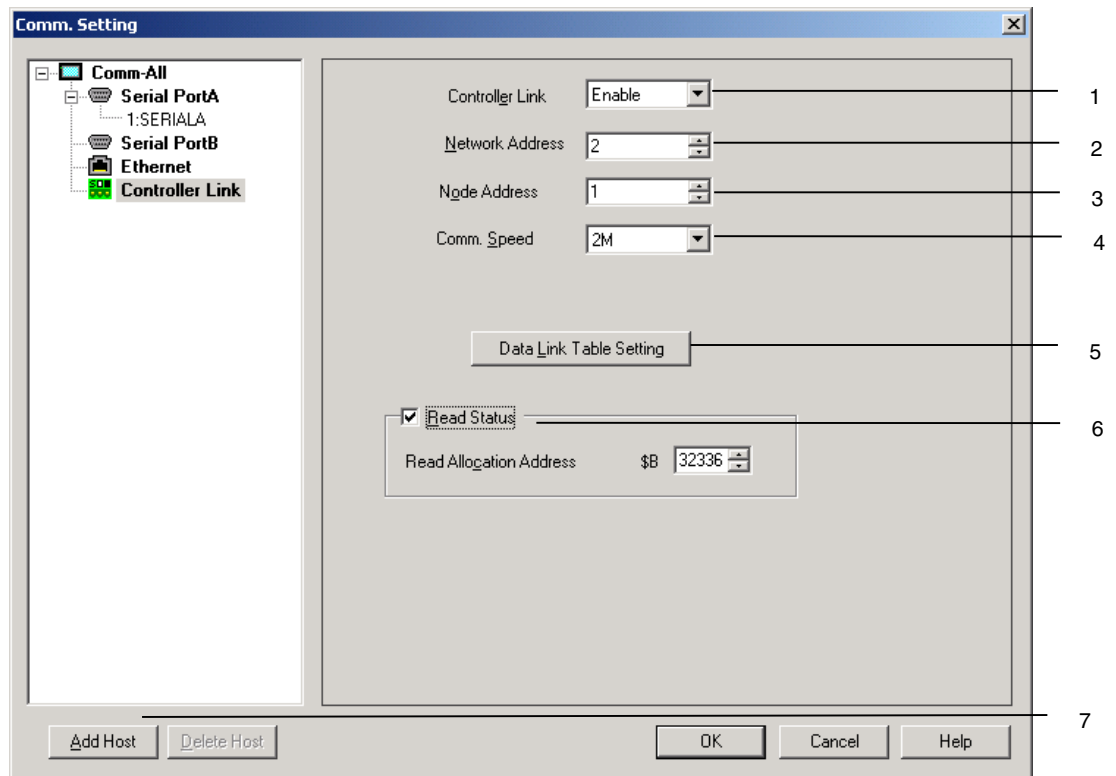 Comm. Setting
Comm-All
Serial PortA
1:SERIALA
Serial PortB
Ethernet
Controller Link
Controller Link Enable 1
Network Address 2 2
Node Address 1 3
Comm. Speed 2M 4
Data Link Table Setting 5
Read Status 6
Read Allocation Address $B 32336
7
Add Host Delete Host OK Cancel Help